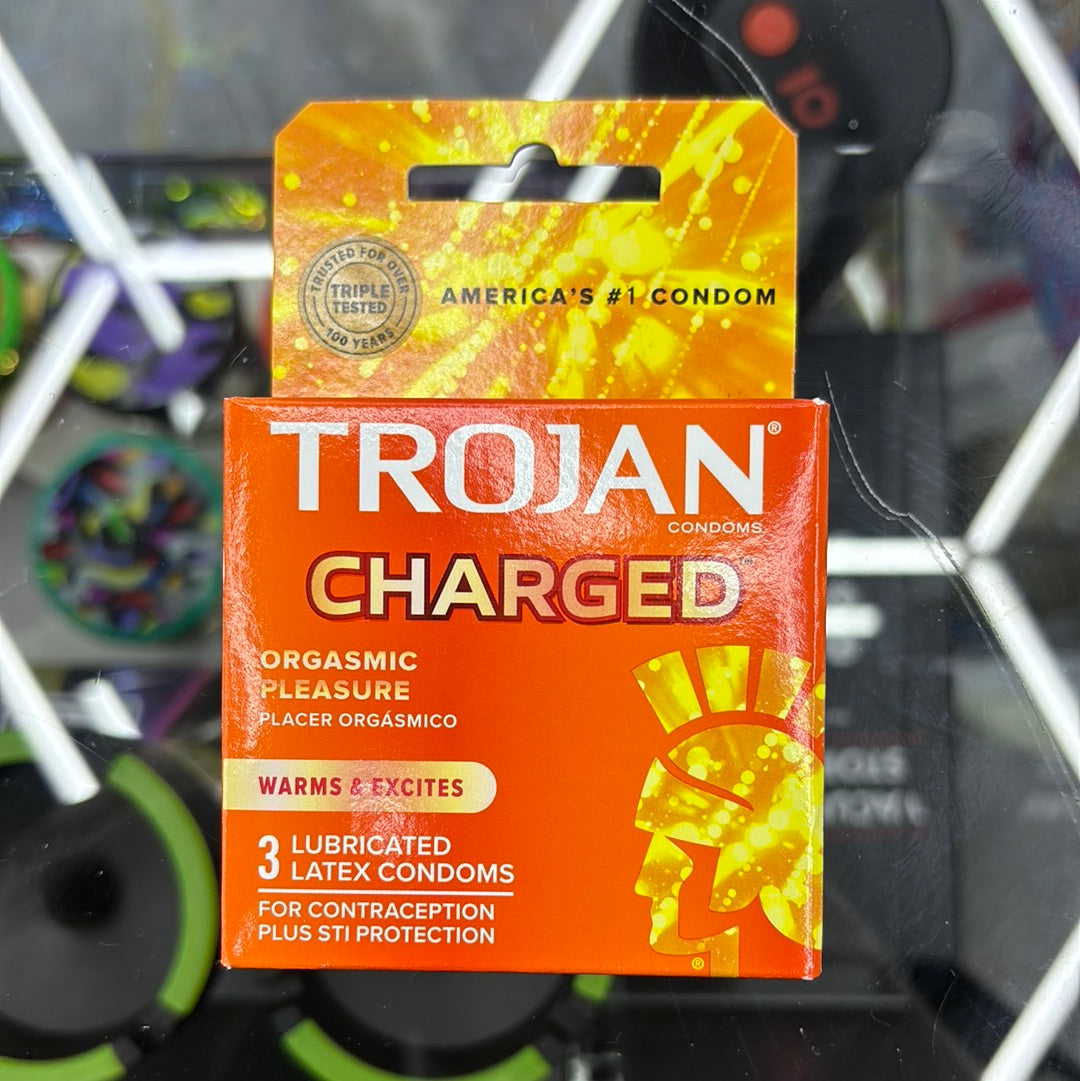 TRUSTED FOR OVER
TRIPLE
TESTED
100 YEARS
AMERICA'S #1 CONDOM
TROJAN®
CONDOMS
CHARGED™
ORGASMIC
PLEASURE
PLACER ORGÁSMICO
WARMS & EXCITES
3 LUBRICATED
LATEX CONDOMS
FOR CONTRACEPTION
PLUS STI PROTECTION
®